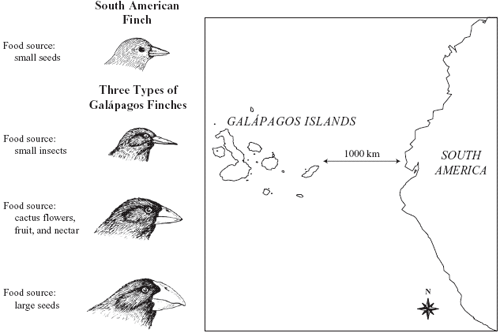 South American
Finch
Food source:
small seeds
Three Types of
Galápagos Finches
Food source:
small insects
Food source:
cactus flowers,
fruit, and nectar
Food source:
large seeds
GALÁPAGOS ISLANDS
1000 km
SOUTH
AMERICA
N